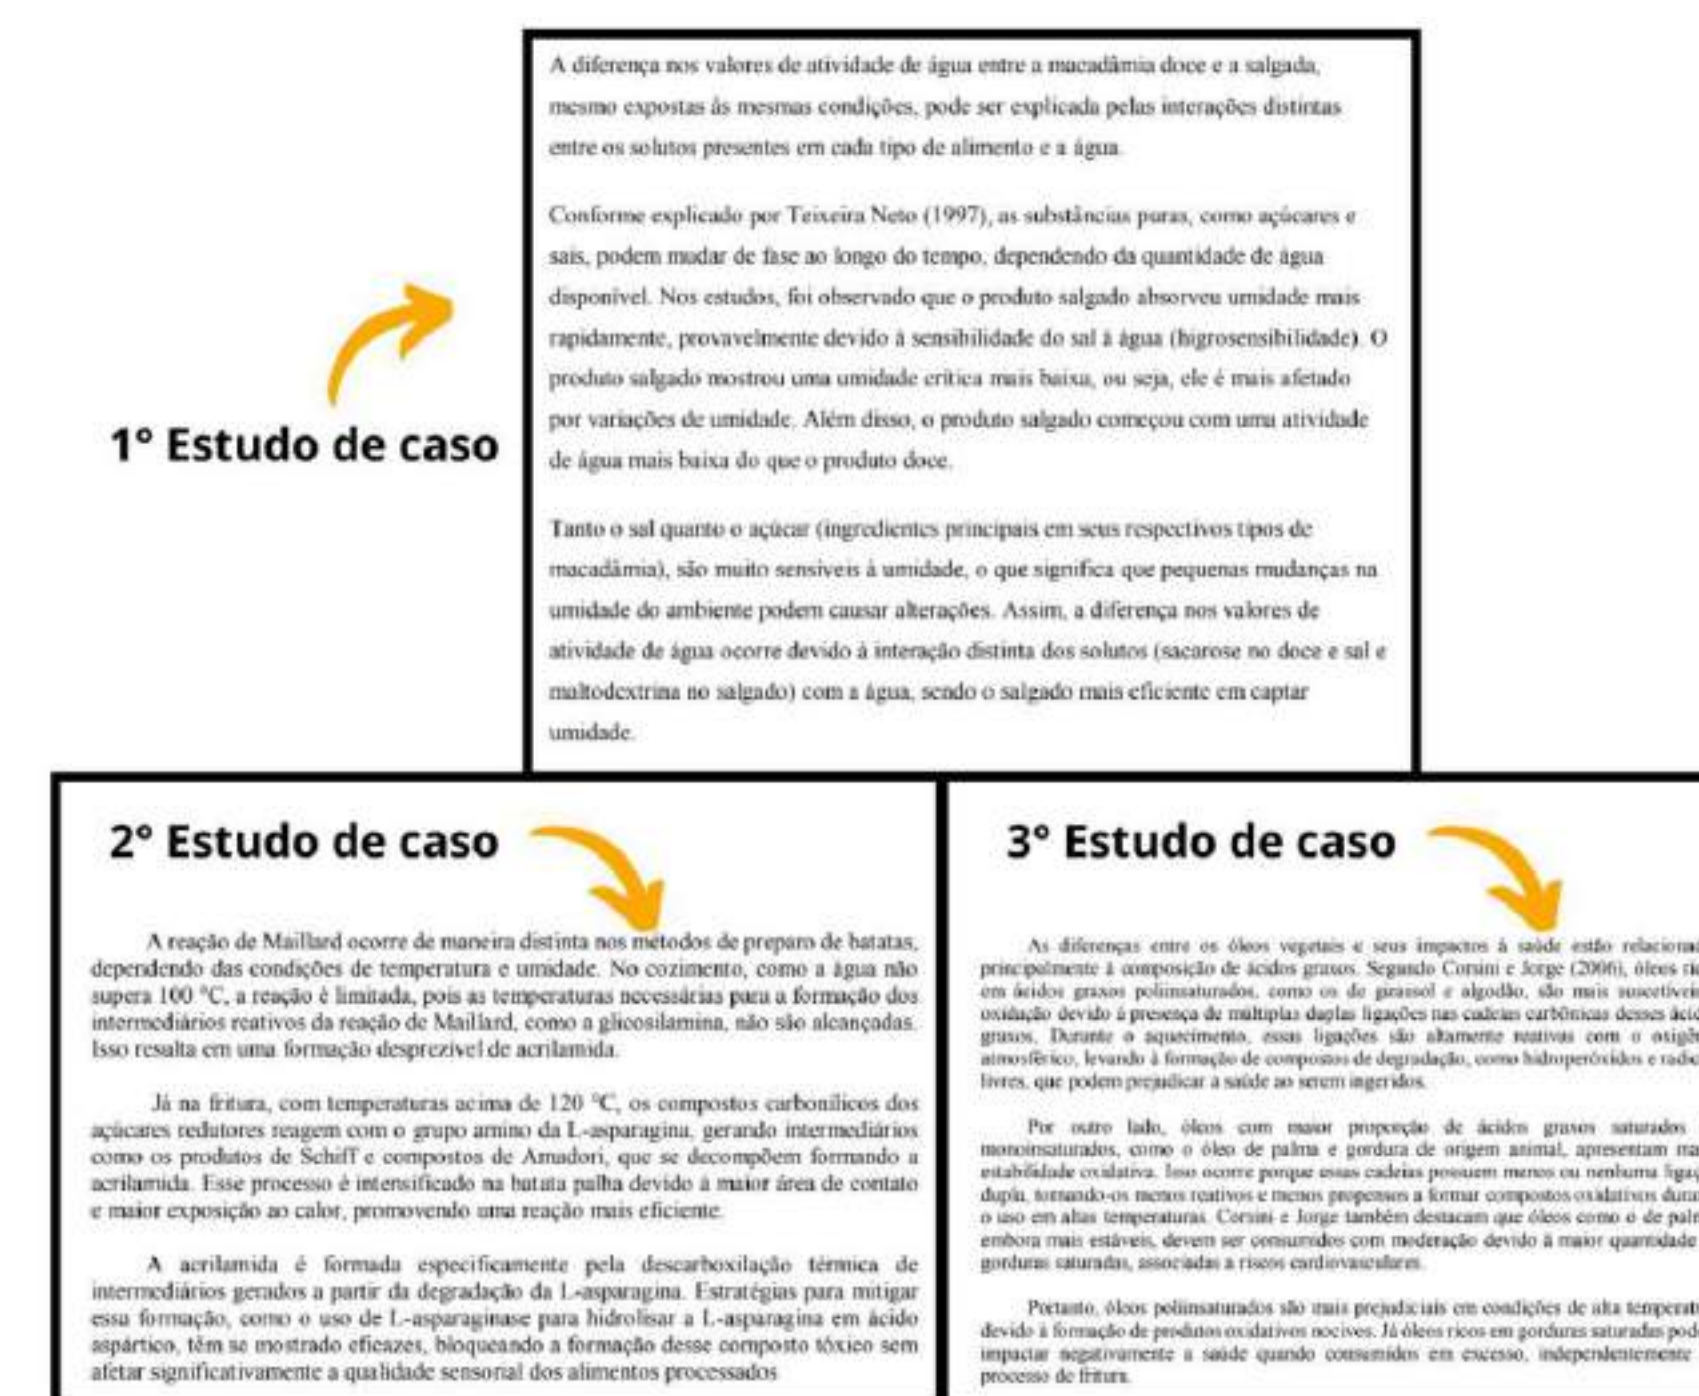 A diferença nos valores de atividade de água entre a macadâmia doce e a salgada,
mesmo expostas às mesmas condições, pode ser explicada pelas interações distintas
entre os solutos presentes em cada tipo de alimento e a água.
Conforme explicado por Teixeira Neto (1997), as substâncias puras, como açúcares e
sais, podem mudar de fase ao longo do tempo, dependendo da quantidade de água
disponível. Nos estudos, foi observado que o produto salgado absorveu umidade mais
rapidamente, provavelmente devido à sensibilidade do sal à água (higrosensibilidade). O
produto salgado mostrou uma umidade crítica mais baixa, ou seja, ele é mais afetado
por variações de umidade. Além disso, o produto salgado começou com uma atividade
de água mais baixa do que o produto doce.
Tanto o sal quanto o açúcar (ingredientes principais em seus respectivos tipos de
macadâmia), são muito sensíveis à umidade, o que significa que pequenas mudanças na
umidade do ambiente podem causar alterações. Assim, a diferença nos valores de
atividade de água ocorre devido à interação distinta dos solutos (sacarose no doce e sal e
maltodextrina no salgado) com a água, sendo o salgado mais eficiente em captar
umidade.
1° Estudo de caso
2° Estudo de caso
A reação de Maillard ocorre de maneira distinta nos métodos de preparo de batatas,
dependendo das condições de temperatura e umidade. No cozimento, como a água não
supera 100 °C, a reação é limitada, pois as temperaturas necessárias para a formação dos
intermediários reativos da reação de Maillard, como a glicosilamina, não são alcançadas.
Isso resulta em uma formação desprezível de acrilamida.
Já na fritura, com temperaturas acima de 120 °C, os compostos carbonílicos dos
açúcares redutores reagem com o grupo amino da L-asparagina, gerando intermediários
como os produtos de Schiff e compostos de Amadori, que se decompõem formando a
acrilamida. Esse processo é intensificado na batata palha devido à maior área de contato
e maior exposição ao calor, promovendo uma reação mais eficiente.
A acrilamida é formada especificamente pela descarboxilação térmica de
intermediários gerados a partir da degradação da L-asparagina. Estratégias para mitigar
essa formação, como o uso de L-asparaginase para hidrolisar a L-asparagina em ácido
aspártico, têm se mostrado eficazes, bloqueando a formação desse composto tóxico sem
afetar significativamente a qualidade sensorial dos alimentos processados
3° Estudo de caso
As diferenças entre os óleos vegetais e seus impactos à saúde estão relaciona
principalmente à composição de ácidos graxos. Segundo Corsini e Jorge (2006), óleos ri
em ácidos graxos poliinsaturados, como os de girassol e algodão, são mais suscetíveis
oxidação devido à presença de múltiplas duplas ligações nas cadeias carbônicas desses áci
graxos. Durante o aquecimento, essas ligações são altamente reativas com o oxigê
atmosférico, levando à formação de compostos de degradação, como hidroperóxidos e radic
livres, que podem prejudicar a saúde ao serem ingeridos.
Por outro lado, óleos com maior proporção de ácidos graxos saturados
monoinsaturados, como o óleo de palma e gordura de origem animal, apresentam ma
estabilidade oxidativa. Isso ocorre porque essas cadeias possuem menos ou nenhuma ligaç
dupla, tornando-os menos reativos e menos propensos a formar compostos oxidativos dura
o uso em altas temperaturas. Corsini e Jorge também destacam que óleos como o de palm
embora mais estáveis, devem ser consumidos com moderação devido à maior quantidade
gorduras saturadas, associadas a riscos cardiovasculares.
Portanto, óleos poliinsaturados são mais prejudiciais em condições de alta temperat
devido à formação de produtos oxidativos nocivos. Já óleos ricos em gorduras saturadas pod
impactar negativamente a saúde quando consumidos em excesso, independentemente
processo de fritura.